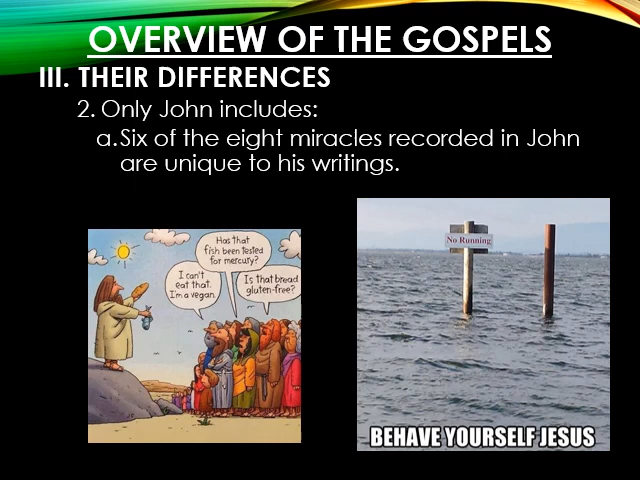 OVERVIEW OF THE GOSPELS
III. THEIR DIFFERENCES
2. Only John includes:
a. Six of the eight miracles recorded in John
are unique to his writings.
Has that
fish been tested
for mercury?
I can't
eat that.
I'm a vegan.
Is that bread
gluten-free?
No Running
BEHAVE YOURSELF JESUS